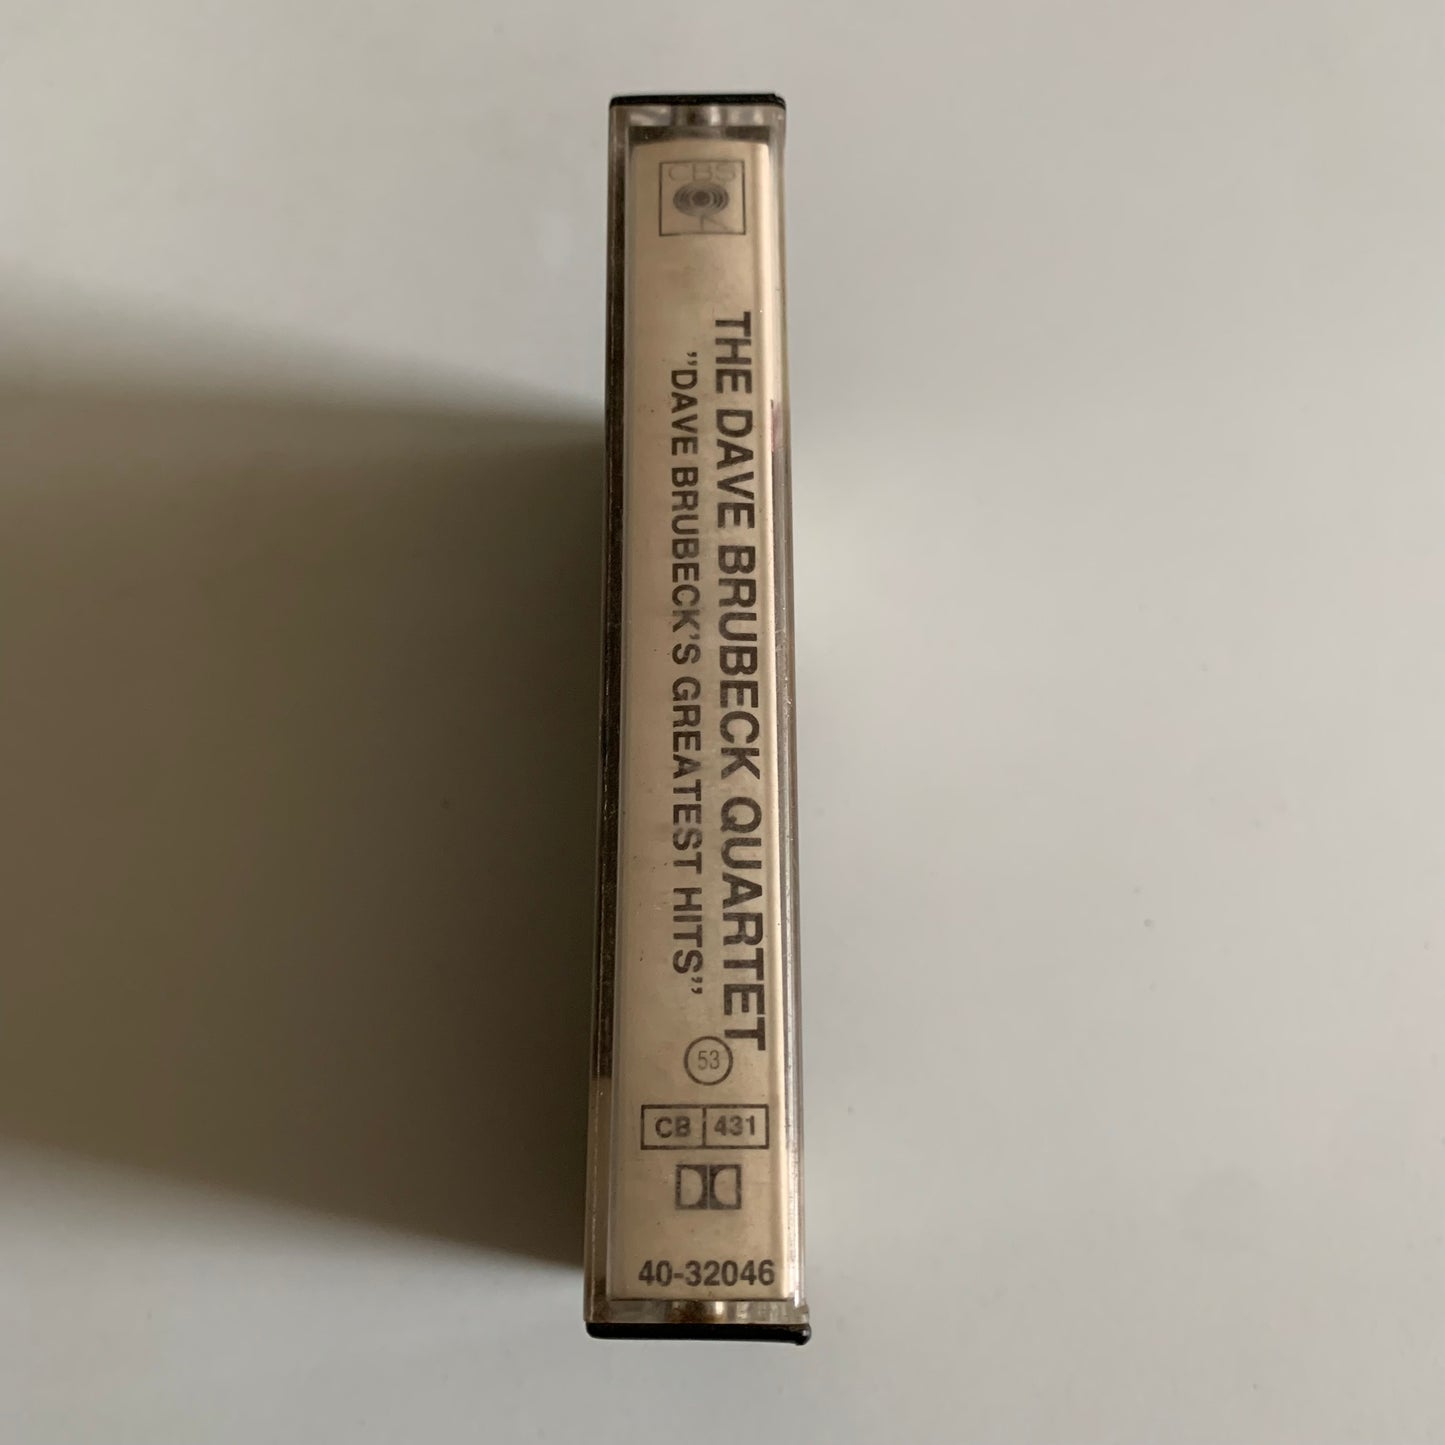 CBS
THE DAVE BRUBECK QUARTET
”DAVE BRUBECK’S GREATEST HITS”
53
CB 431
40-32046